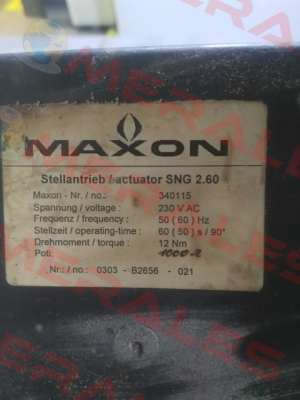 MAXON
Stellantrieb / actuator SNG 2.60
Maxon - Nr. / no.: 340115
Spannung / voltage : 230 V AC
Frequenz / frequency : 50 ( 60 ) Hz
Stellzeit / operating-time : 60 ( 50 ) s / 90°
Drehmoment / torque : 12 Nm
Poti: 1000 Ω
Nr.: / no.: 0303 - B2656 - 021
MERALES